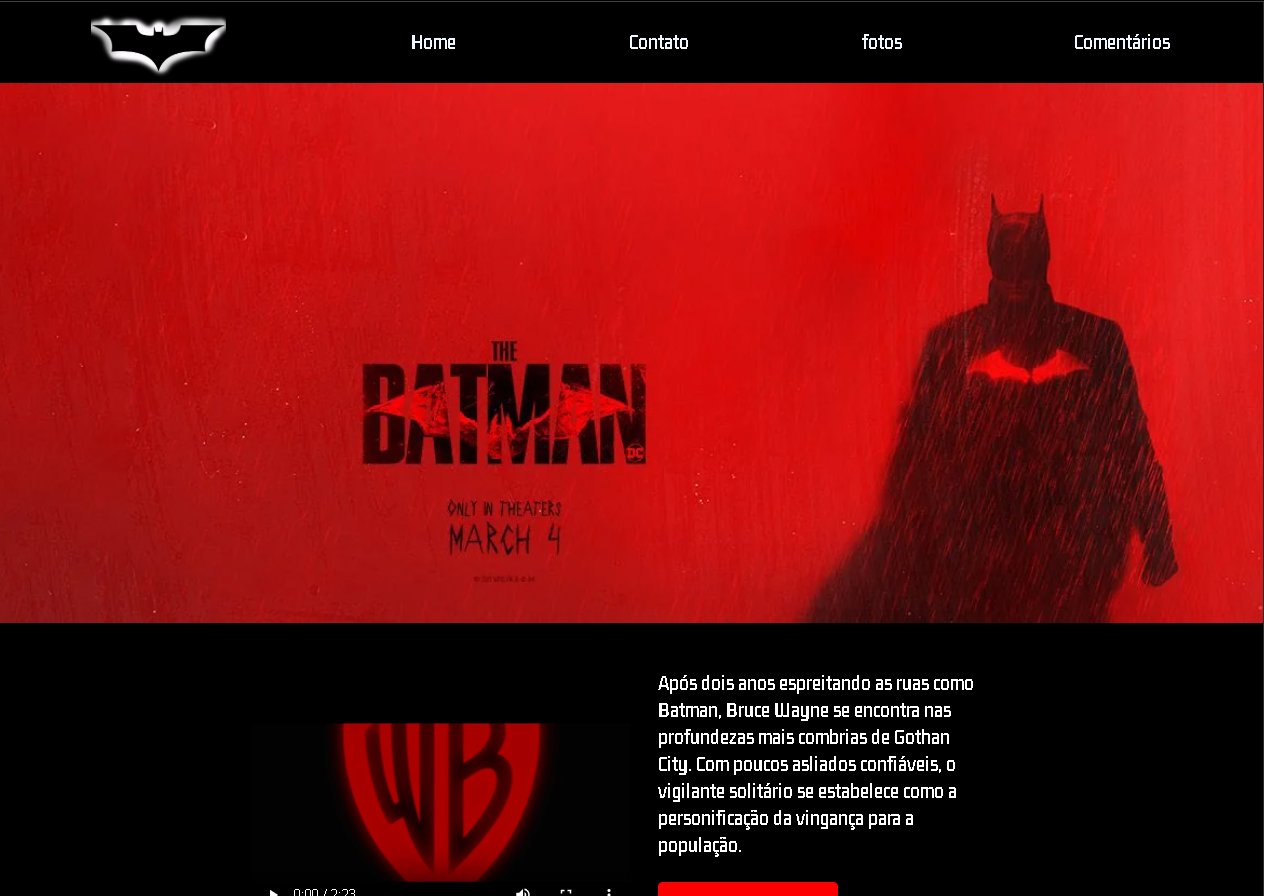 Home
Contato
fotos
Comentários
THE
BATMAN
DC
ONLY IN THEATERS
MARCH 4
WB
0:00 / 2:23
Após dois anos espreitando as ruas como
Batman, Bruce Wayne se encontra nas
profundezas mais combrias de Gothan
City. Com poucos asliados confiáveis, o
vigilante solitário se estabelece como a
personificação da vingança para a
população.